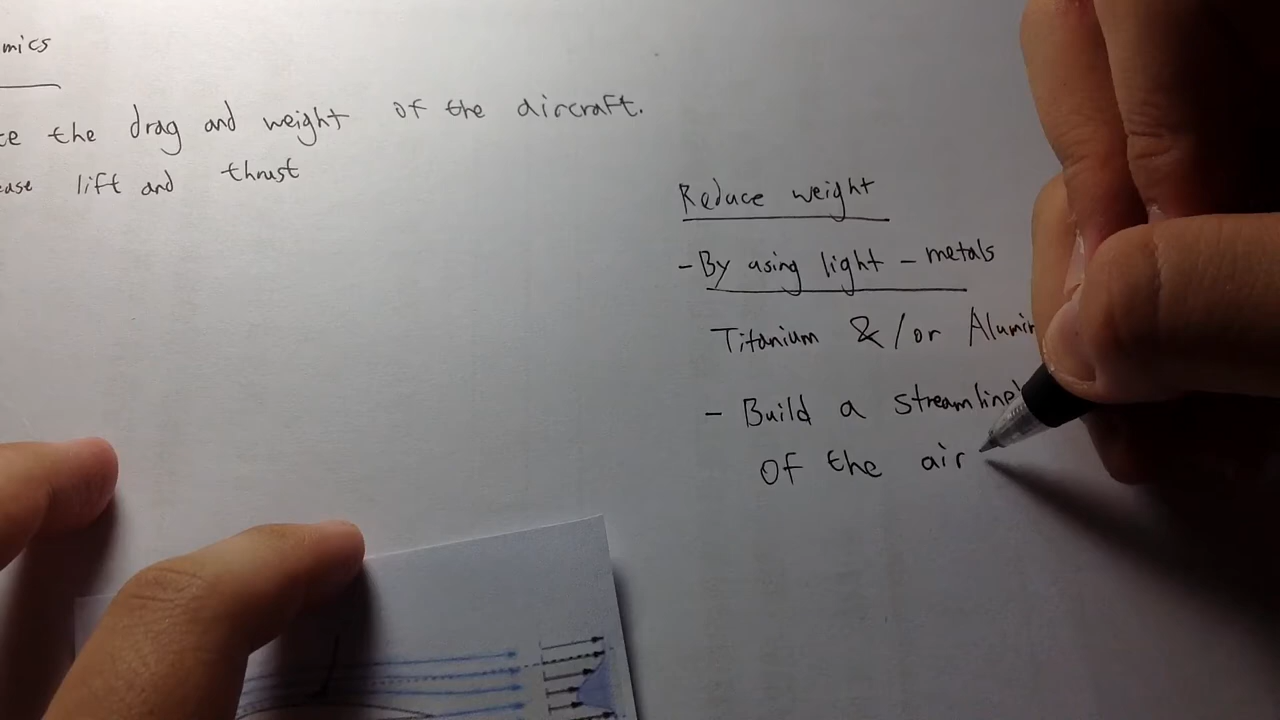 mics
the drag and weight of the aircraft.
lift and thrust
Reduce weight
- By using light - metals
Titanium &/or Alumin
- Build a streamline
of the air